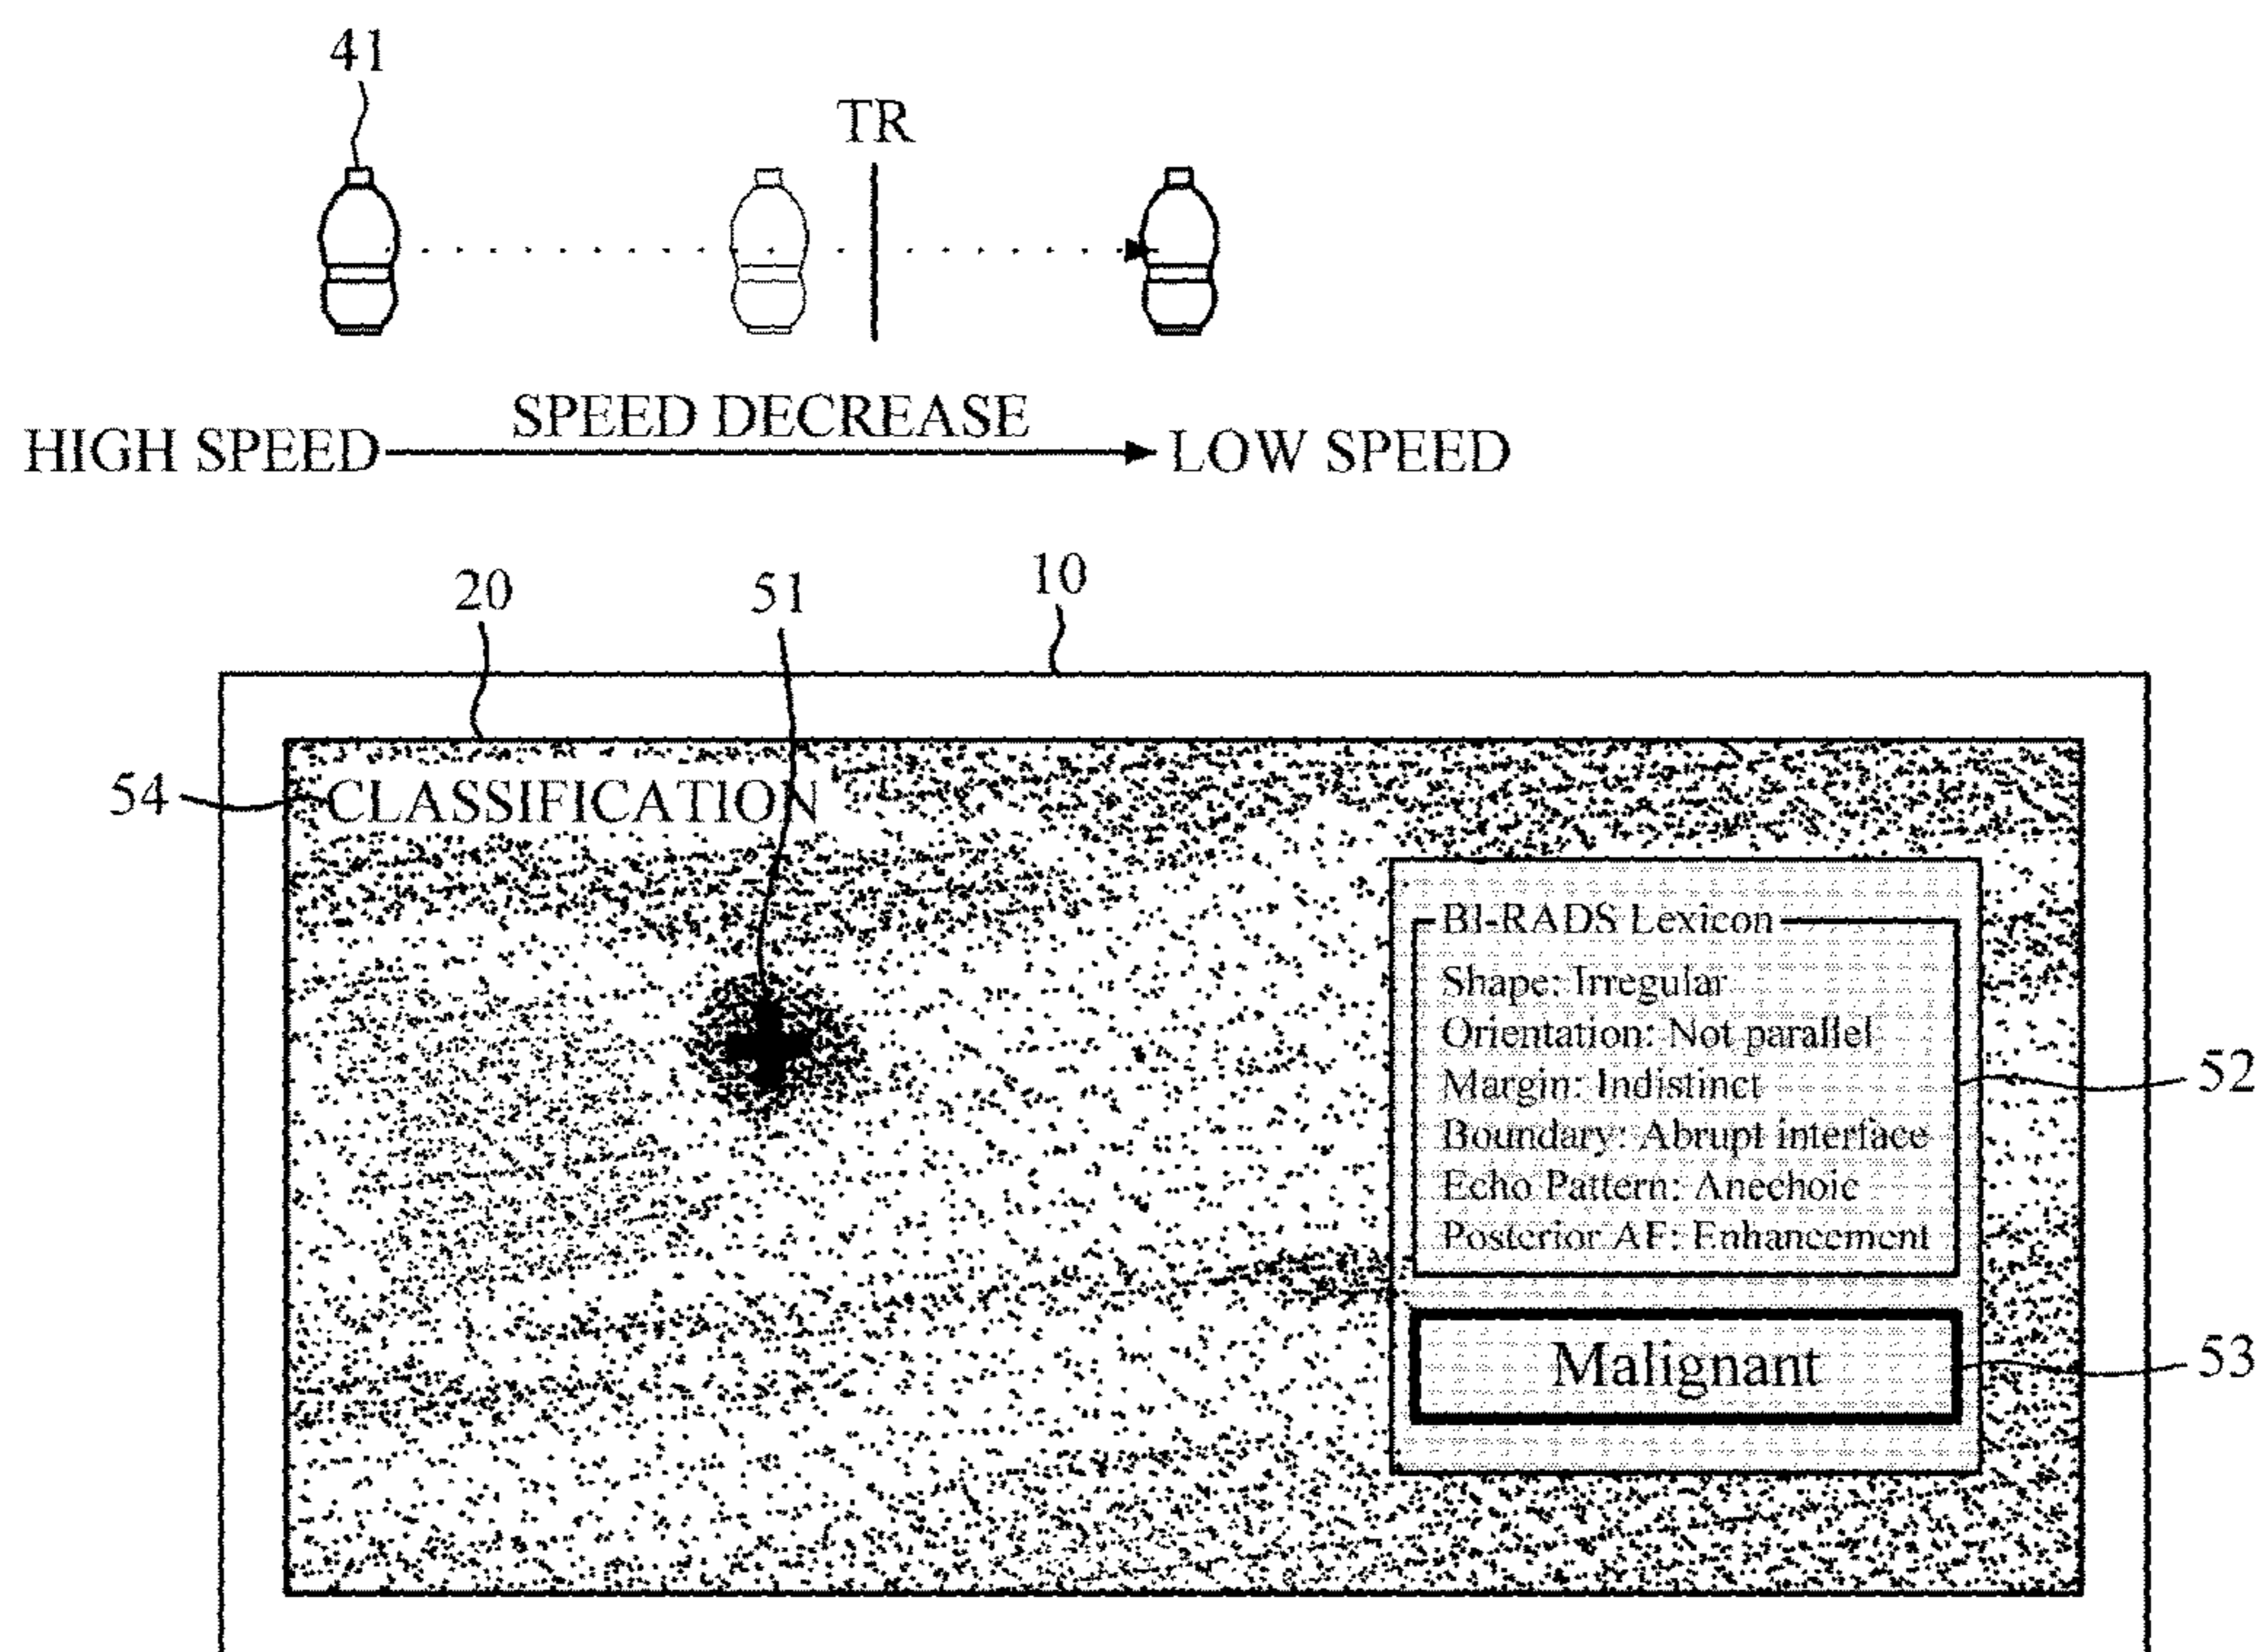 41
TR
SPEED DECREASE
HIGH SPEED
LOW SPEED
20
51
10
54
CLASSIFICATION
BI-RADS Lexicon
Shape: Irregular
Orientation: Not parallel
Margin: Indistinct
Boundary: Abrupt interface
Echo Pattern: Anechoic
Posterior AF: Enhancement
52
Malignant
53